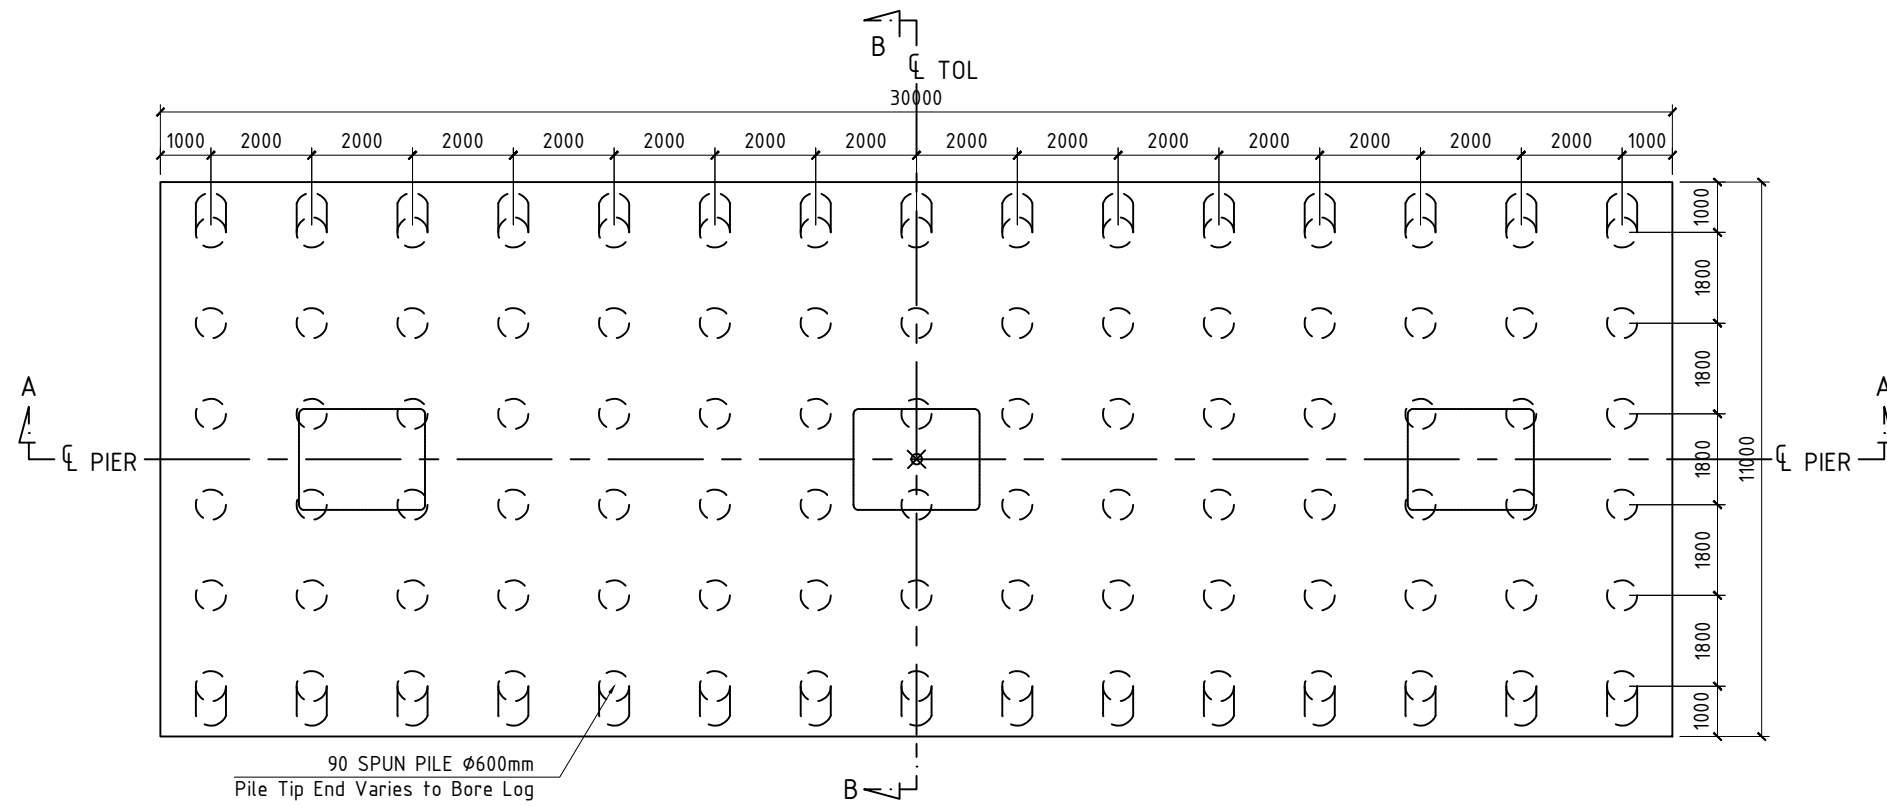 B
℄ TOL
30000
1000 2000 2000 2000 2000 2000 2000 2000 2000 2000 2000 2000 2000 2000 2000 1000
1000
1800
1800
A
A
℄ PIER
1800
11000
℄ PIER
1800
1800
1000
90 SPUN PILE Ø600mm
Pile Tip End Varies to Bore Log
B